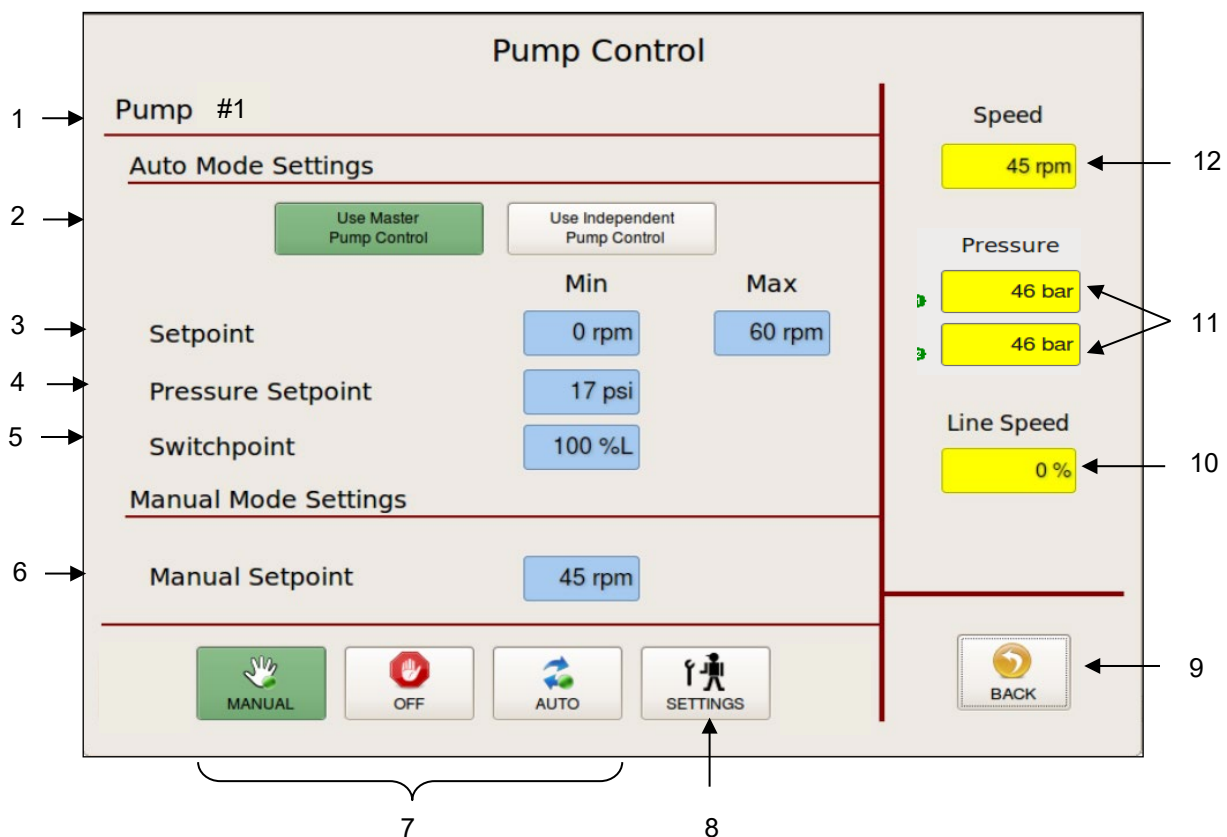 Pump Control
1
Pump #1
Speed
45 rpm
12
Auto Mode Settings
2
Use Master
Pump Control
Use Independent
Pump Control
Pressure
46 bar
46 bar
11
Min
Max
3
Setpoint
0 rpm
60 rpm
4
Pressure Setpoint
17 psi
5
Switchpoint
100 %L
Line Speed
0 %
10
Manual Mode Settings
6
Manual Setpoint
45 rpm
MANUAL
OFF
AUTO
SETTINGS
BACK
9
7
8